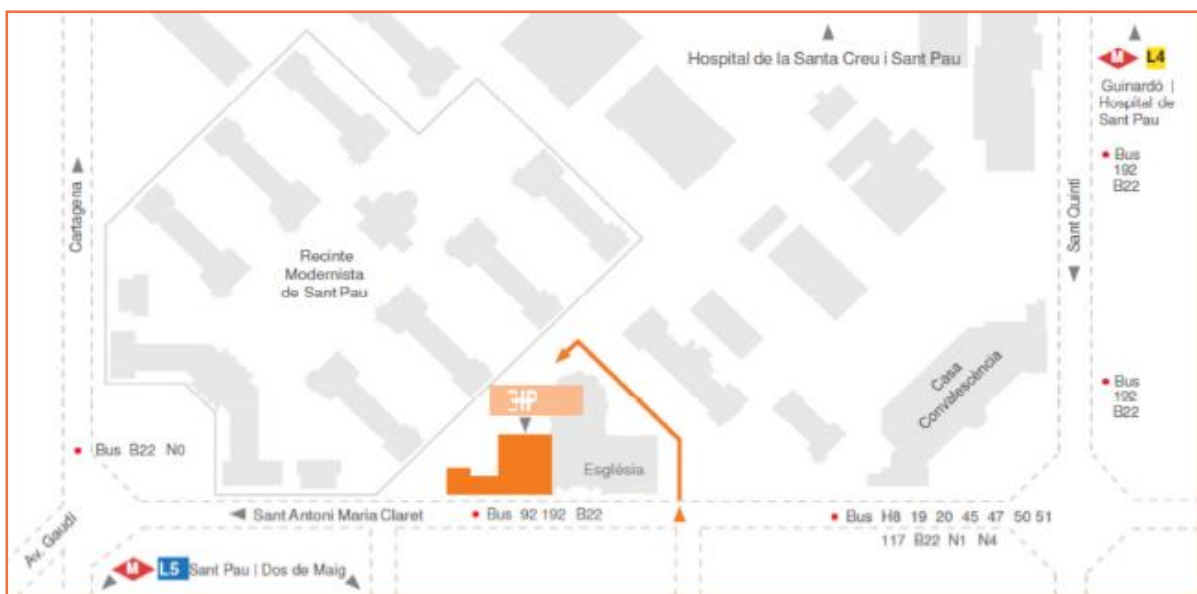 Hospital de la Santa Creu i Sant Pau
M L4
Guinardó |
Hospital de
Sant Pau
Bus
192
B22
Cartagena
Sant Quintí
Recinte
Modernista
de Sant Pau
Bus
192
B22
Casa
Convalescència
Bus B22 N0
Església
Sant Antoni Maria Claret
Bus 92 192 B22
Bus H8 19 20 45 47 50 51
117 B22 N1 N4
Av. Gaudí
M L5 Sant Pau | Dos de Maig